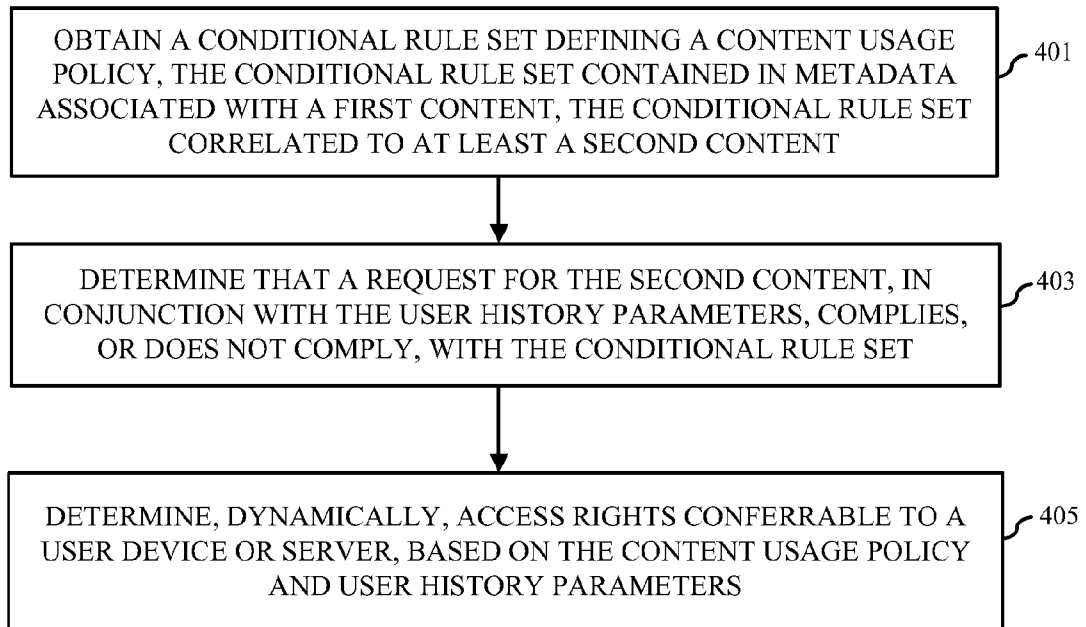 OBTAIN A CONDITIONAL RULE SET DEFINING A CONTENT USAGE
POLICY, THE CONDITIONAL RULE SET CONTAINED IN METADATA
ASSOCIATED WITH A FIRST CONTENT, THE CONDITIONAL RULE SET
CORRELATED TO AT LEAST A SECOND CONTENT
401
DETERMINE THAT A REQUEST FOR THE SECOND CONTENT, IN
CONJUNCTION WITH THE USER HISTORY PARAMETERS, COMPLIES,
OR DOES NOT COMPLY, WITH THE CONDITIONAL RULE SET
403
DETERMINE, DYNAMICALLY, ACCESS RIGHTS CONFERRABLE TO A
USER DEVICE OR SERVER, BASED ON THE CONTENT USAGE POLICY
AND USER HISTORY PARAMETERS
405